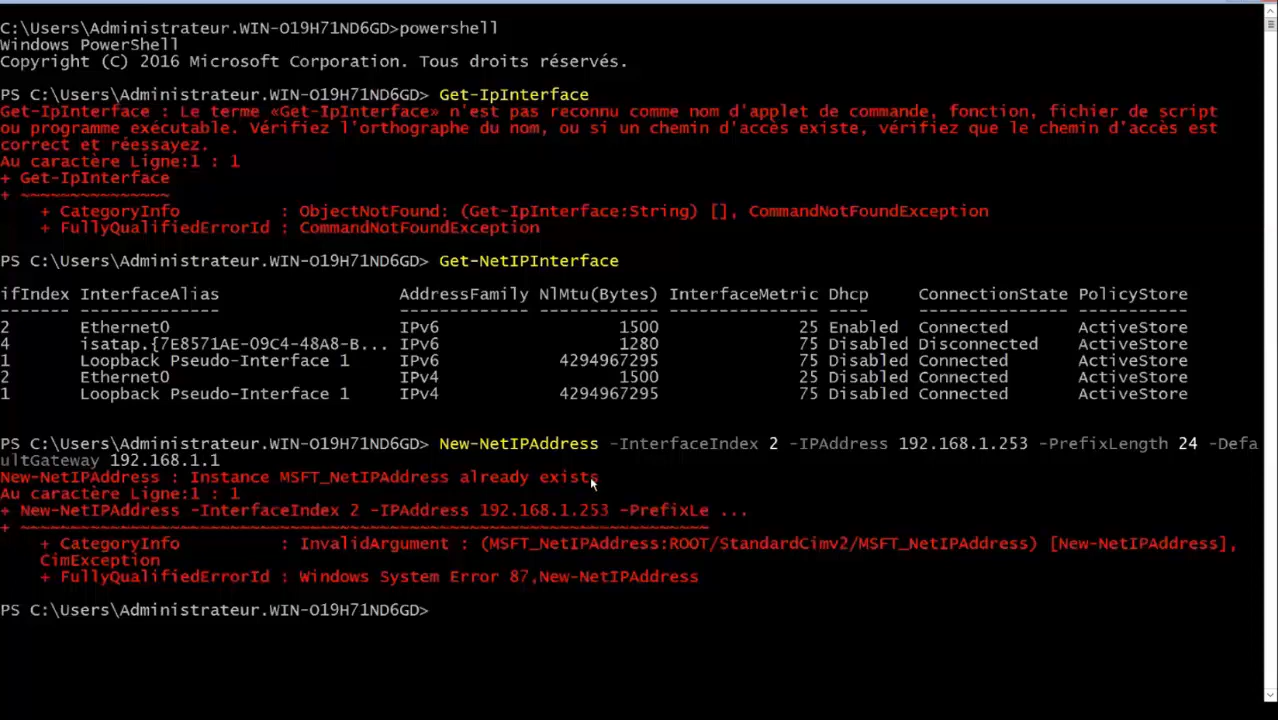 C:\Users\Administrateur.WIN-O19H71ND6GD>powershell
Windows PowerShell
Copyright (C) 2016 Microsoft Corporation. Tous droits réservés.
PS C:\Users\Administrateur.WIN-O19H71ND6GD> Get-IpInterface
Get-IpInterface : Le terme «Get-IpInterface» n'est pas reconnu comme nom d'applet de commande, fonction, fichier de script
ou programme exécutable. Vérifiez l'orthographe du nom, ou si un chemin d'accès existe, vérifiez que le chemin d'accès est
correct et réessayez.
Au caractère Ligne:1 : 1
+ Get-IpInterface
+ ~~~~~~~~~~~~~~~
+ CategoryInfo : ObjectNotFound: (Get-IpInterface:String) [], CommandNotFoundException
+ FullyQualifiedErrorId : CommandNotFoundException
PS C:\Users\Administrateur.WIN-O19H71ND6GD> Get-NetIPInterface
ifIndex InterfaceAlias AddressFamily NlMtu(Bytes) InterfaceMetric Dhcp ConnectionState PolicyStore
------- -------------- ------------- ------------ --------------- ---- --------------- -----------
2 Ethernet0 IPv6 1500 25 Enabled Connected ActiveStore
4 isatap.{7E8571AE-09C4-48A8-B... IPv6 1280 75 Disabled Disconnected ActiveStore
1 Loopback Pseudo-Interface 1 IPv6 4294967295 75 Disabled Connected ActiveStore
2 Ethernet0 IPv4 1500 25 Disabled Connected ActiveStore
1 Loopback Pseudo-Interface 1 IPv4 4294967295 75 Disabled Connected ActiveStore
PS C:\Users\Administrateur.WIN-O19H71ND6GD> New-NetIPAddress -InterfaceIndex 2 -IPAddress 192.168.1.253 -PrefixLength 24 -Defa
ultGateway 192.168.1.1
New-NetIPAddress : Instance MSFT_NetIPAddress already exists
Au caractère Ligne:1 : 1
+ New-NetIPAddress -InterfaceIndex 2 -IPAddress 192.168.1.253 -PrefixLe ...
+ ~~~~~~~~~~~~~~~~~~~~~~~~~~~~~~~~~~~~~~~~~~~~~~~~~~~~~~~~~~~~~~~~~~~~~
+ CategoryInfo : InvalidArgument : (MSFT_NetIPAddress:ROOT/StandardCimv2/MSFT_NetIPAddress) [New-NetIPAddress],
CimException
+ FullyQualifiedErrorId : Windows System Error 87,New-NetIPAddress
PS C:\Users\Administrateur.WIN-O19H71ND6GD>